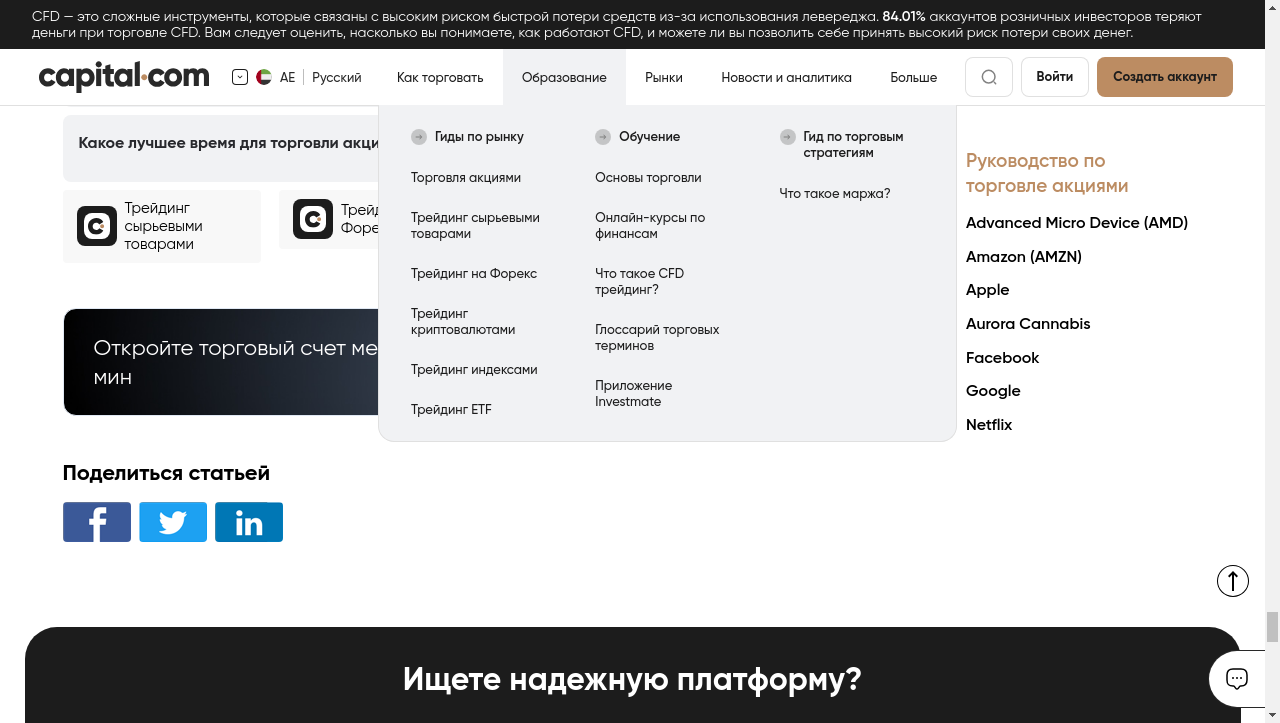 CFD — это сложные инструменты, которые связаны с высоким риском быстрой потери средств из-за использования левереджа. 84.01% аккаунтов розничных инвесторов теряют
деньги при торговле CFD. Вам следует оценить, насколько вы понимаете, как работают CFD, и можете ли вы позволить себе принять высокий риск потери своих денег.
capital.com
AE Русский
Как торговать
Образование
Рынки
Новости и аналитика
Больше
Войти
Создать аккаунт
Какое лучшее время для торговли акци
Трейдинг
сырьевыми
товарами
Трейд
Форе
Откройте торговый счет ме
мин
Гиды по рынку
Торговля акциями
Трейдинг сырьевыми
товарами
Трейдинг на Форекс
Трейдинг
криптовалютами
Трейдинг индексами
Трейдинг ETF
Обучение
Основы торговли
Онлайн-курсы по
финансам
Что такое CFD
трейдинг?
Глоссарий торговых
терминов
Приложение
Investmate
Гид по торговым
стратегиям
Что такое маржа?
Руководство по
торговле акциями
Advanced Micro Device (AMD)
Amazon (AMZN)
Apple
Aurora Cannabis
Facebook
Google
Netflix
Поделиться статьей
Ищете надежную платформу?